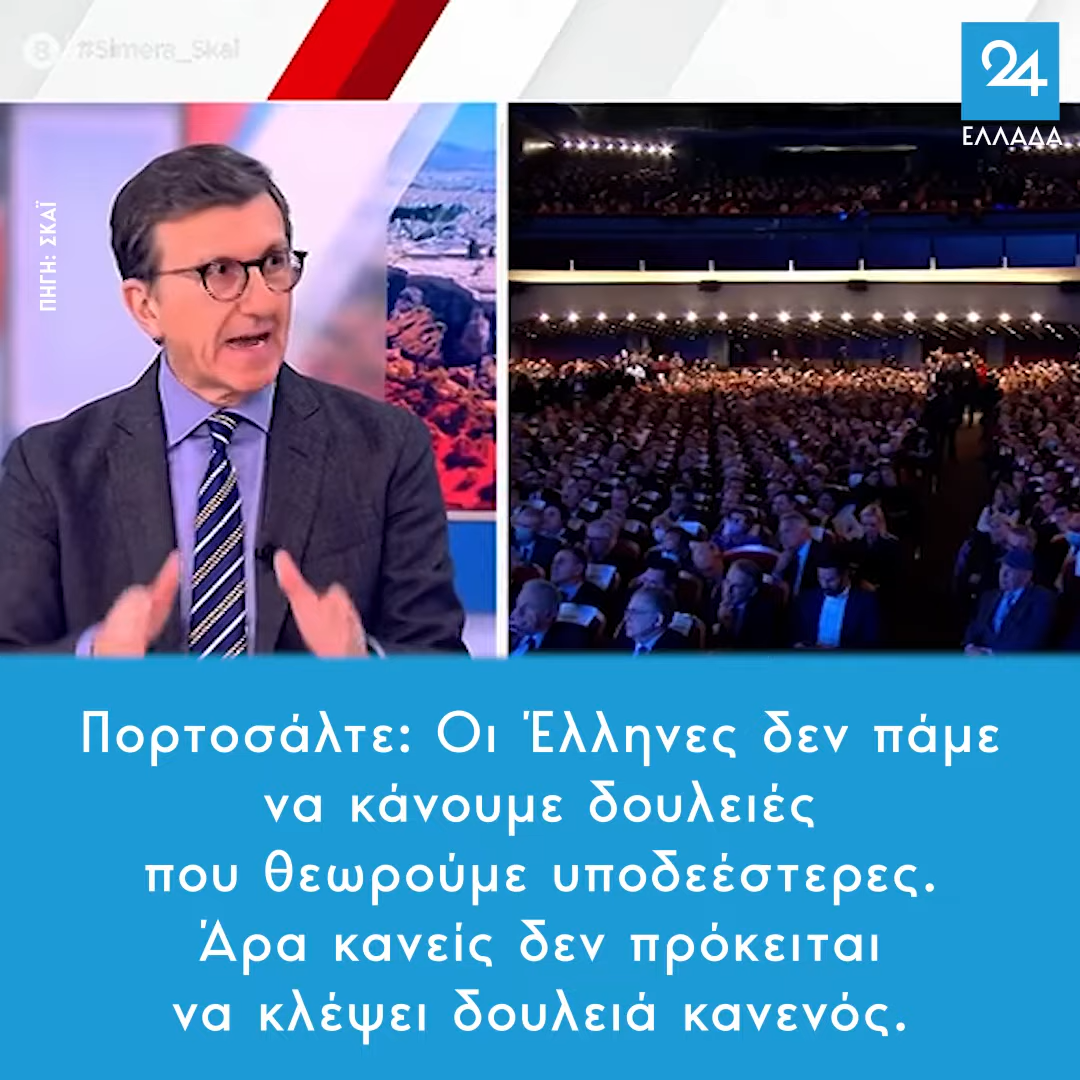 #Simera_Skai
24
ΕΛΛΑΔΑ
ΠΗΓΗ: ΣΚΑΪ
Πορτοσάλτε: Οι Έλληνες δεν πάμε
να κάνουμε δουλειές
που θεωρούμε υποδεέστερες.
Άρα κανείς δεν πρόκειται
να κλέψει δουλειά κανενός.